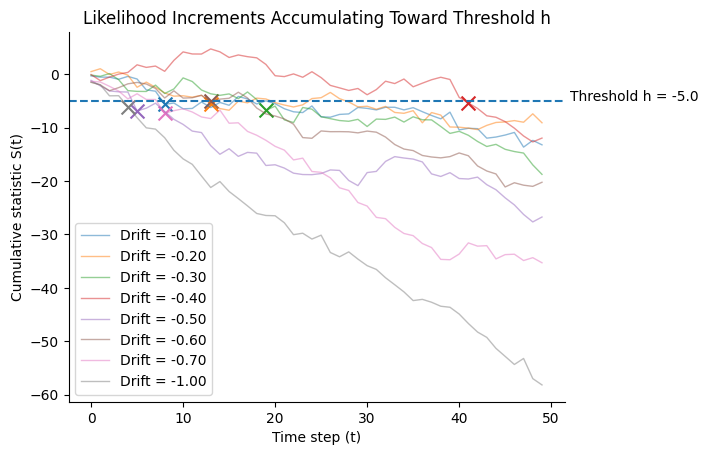 Likelihood Increments Accumulating Toward Threshold h
Cumulative statistic S(t)
0
−10
−20
−30
−40
−50
−60
Threshold h = -5.0
Drift = -0.10
Drift = -0.20
Drift = -0.30
Drift = -0.40
Drift = -0.50
Drift = -0.60
Drift = -0.70
Drift = -1.00
0 10 20 30 40 50
Time step (t)